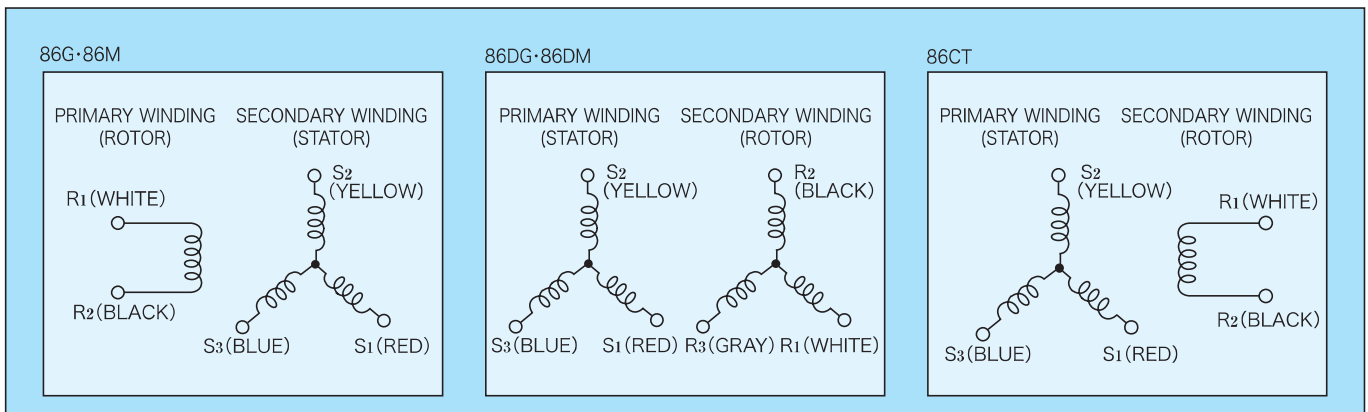 86G·86M
PRIMARY WINDING
(ROTOR)
SECONDARY WINDING
(STATOR)
S2
(YELLOW)
R1(WHITE)
R2(BLACK)
S3(BLUE)
S1(RED)
86DG·86DM
PRIMARY WINDING
(STATOR)
SECONDARY WINDING
(ROTOR)
S2
(YELLOW)
R2
(BLACK)
S3(BLUE)
S1(RED)
R3(GRAY)
R1(WHITE)
86CT
PRIMARY WINDING
(STATOR)
SECONDARY WINDING
(ROTOR)
S2
(YELLOW)
R1(WHITE)
R2(BLACK)
S3(BLUE)
S1(RED)